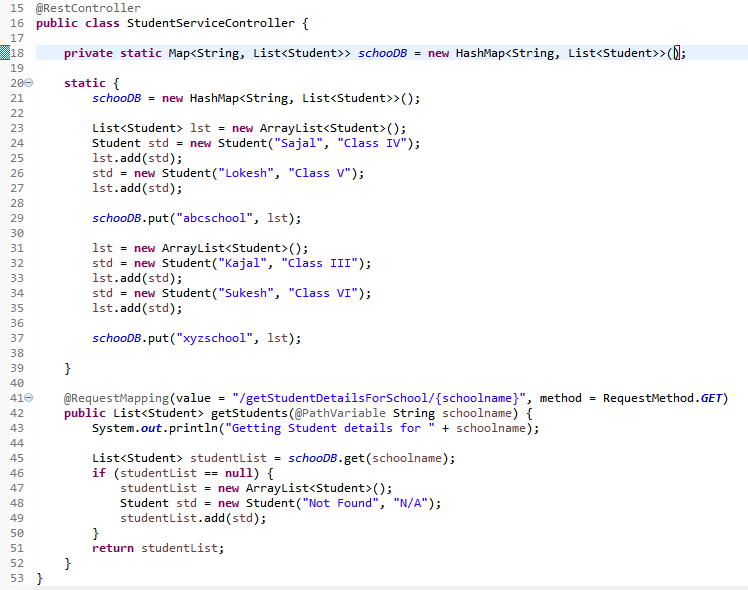 15 @RestController
16 public class StudentServiceController {
17
18     private static Map<String, List<Student>> schooDB = new HashMap<String, List<Student>>();
19
20     static {
21         schooDB = new HashMap<String, List<Student>>();
22
23         List<Student> lst = new ArrayList<Student>();
24         Student std = new Student("Sajal", "Class IV");
25         lst.add(std);
26         std = new Student("Lokesh", "Class V");
27         lst.add(std);
28
29         schooDB.put("abcschool", lst);
30
31         lst = new ArrayList<Student>();
32         std = new Student("Kajal", "Class III");
33         lst.add(std);
34         std = new Student("Sukesh", "Class VI");
35         lst.add(std);
36
37         schooDB.put("xyzschool", lst);
38
39     }
40
41     @RequestMapping(value = "/getStudentDetailsForSchool/{schoolname}", method = RequestMethod.GET)
42     public List<Student> getStudents(@PathVariable String schoolname) {
43         System.out.println("Getting Student details for " + schoolname);
44
45         List<Student> studentList = schooDB.get(schoolname);
46         if (studentList == null) {
47             studentList = new ArrayList<Student>();
48             Student std = new Student("Not Found", "N/A");
49             studentList.add(std);
50         }
51         return studentList;
52     }
53 }